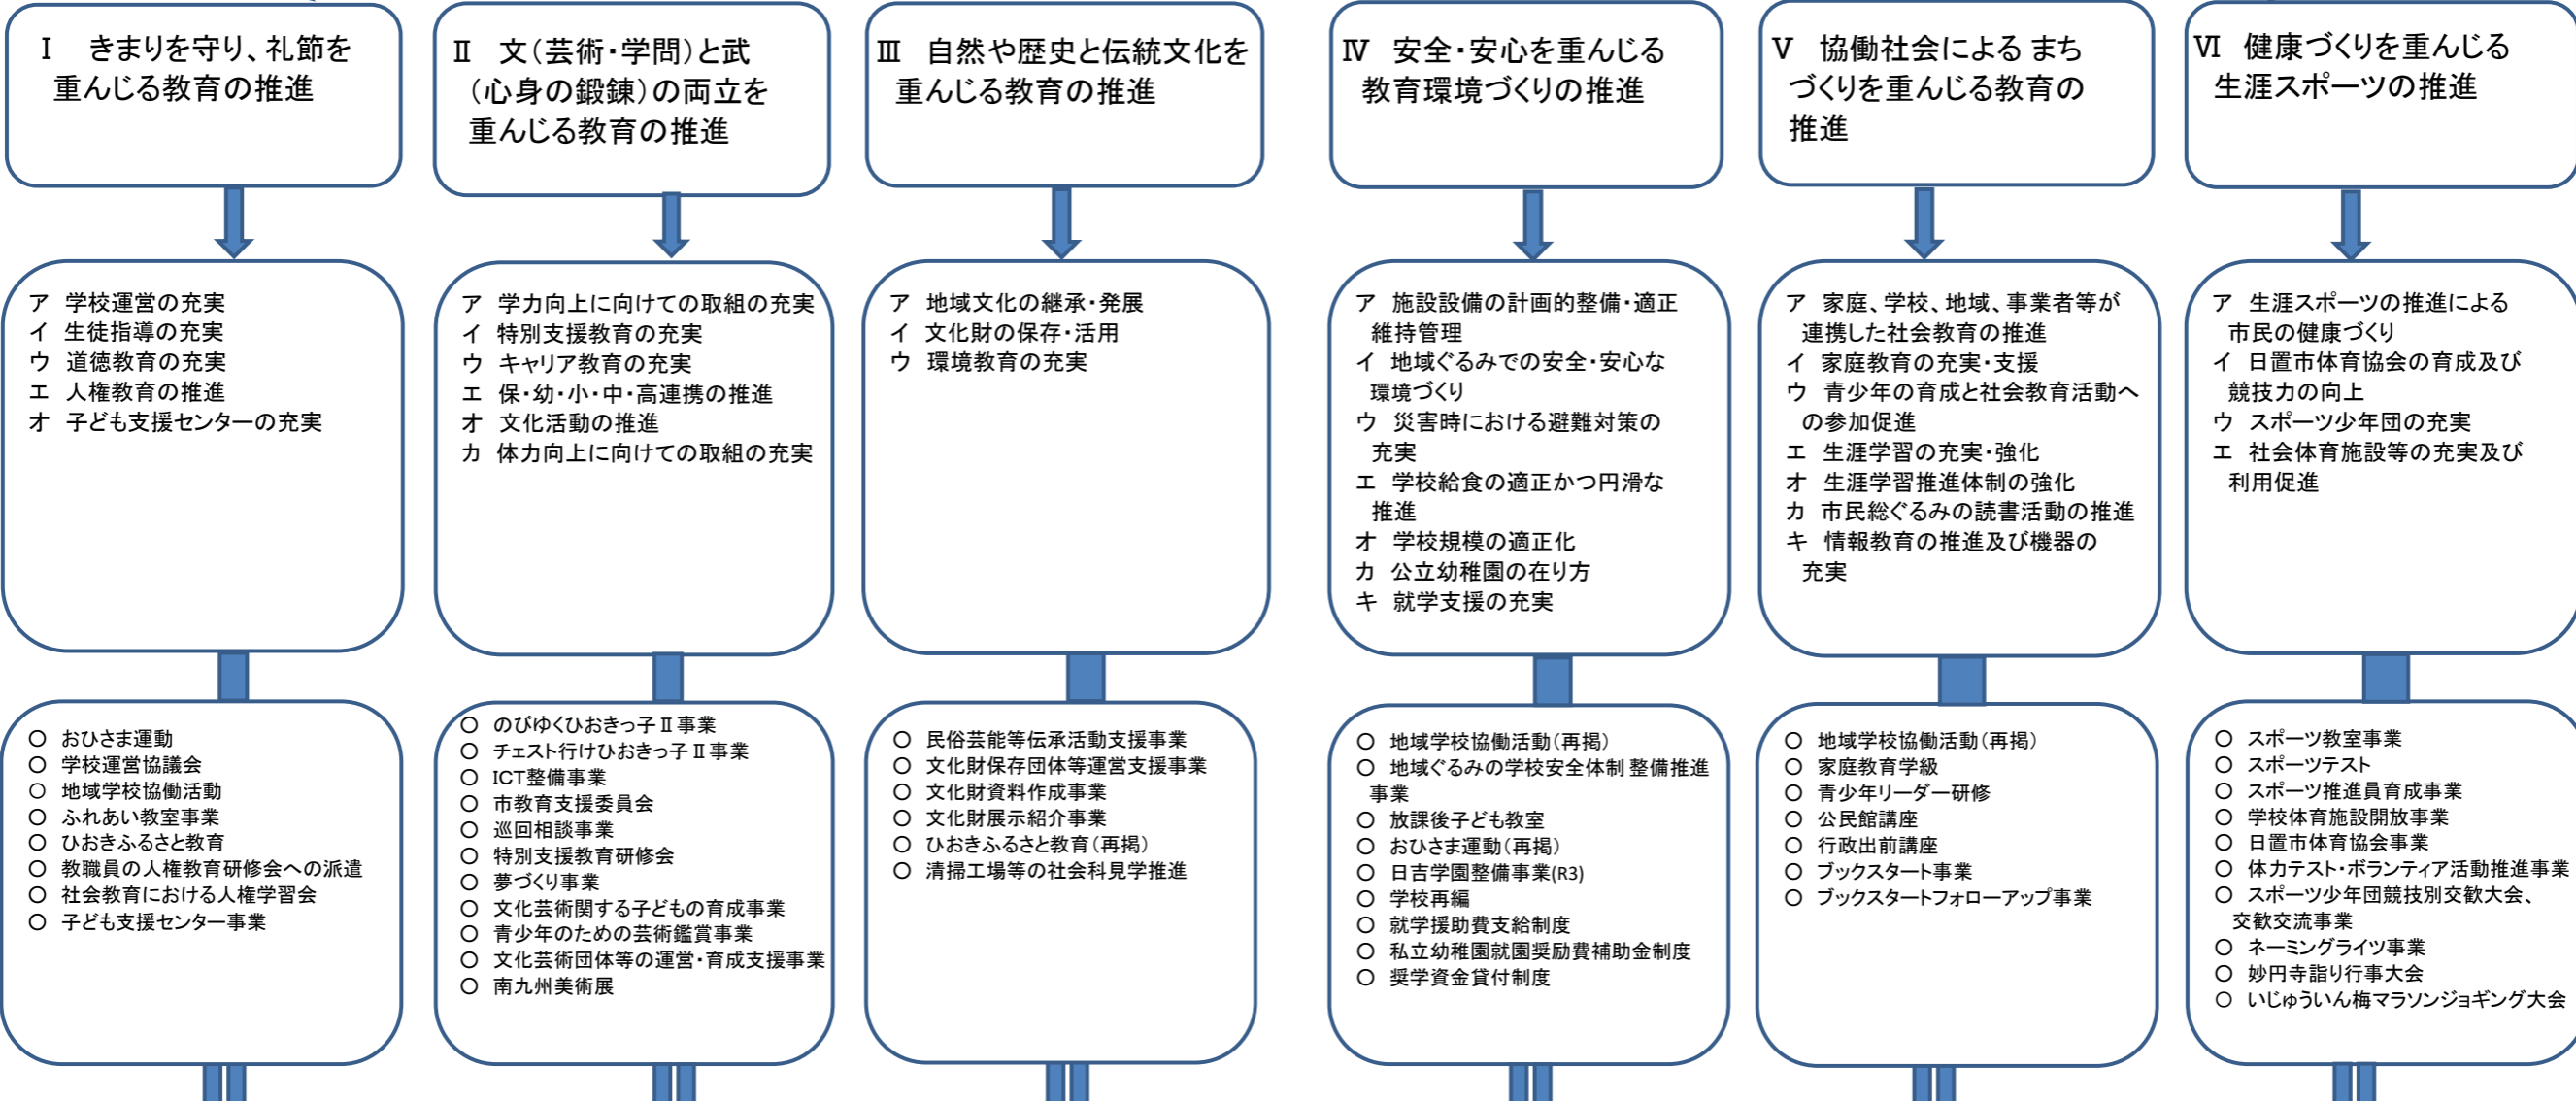 Ⅰ　きまりを守り、礼節を
重んじる教育の推進
Ⅱ　文(芸術・学問)と武
(心身の鍛錬)の両立を
重んじる教育の推進
Ⅲ　自然や歴史と伝統文化を
重んじる教育の推進
Ⅳ　安全・安心を重んじる
教育環境づくりの推進
Ⅴ　協働社会による まち
づくりを重んじる教育の
推進
Ⅵ　健康づくりを重んじる
生涯スポーツの推進
ア　学校運営の充実
イ　生徒指導の充実
ウ　道徳教育の充実
エ　人権教育の推進
オ　子ども支援センターの充実
ア　学力向上に向けての取組の充実
イ　特別支援教育の充実
ウ　キャリア教育の充実
エ　保・幼・小・中・高連携の推進
オ　文化活動の推進
カ　体力向上に向けての取組の充実
ア　地域文化の継承・発展
イ　文化財の保存・活用
ウ　環境教育の充実
ア　施設設備の計画的整備・適正
維持管理
イ　地域ぐるみでの安全・安心な
環境づくり
ウ　災害時における避難対策の
充実
エ　学校給食の適正かつ円滑な
推進
オ　学校規模の適正化
カ　公立幼稚園の在り方
キ　就学支援の充実
ア　家庭、学校、地域、事業者等が
連携した社会教育の推進
イ　家庭教育の充実・支援
ウ　青少年の育成と社会教育活動へ
の参加促進
エ　生涯学習の充実・強化
オ　生涯学習推進体制の強化
カ　市民総ぐるみの読書活動の推進
キ　情報教育の推進及び機器の
充実
ア　生涯スポーツの推進による
市民の健康づくり
イ　日置市体育協会の育成及び
競技力の向上
ウ　スポーツ少年団の充実
エ　社会体育施設等の充実及び
利用促進
○　おひさま運動
○　学校運営協議会
○　地域学校協働活動
○　ふれあい教室事業
○　ひおきふるさと教育
○　教職員の人権教育研修会への派遣
○　社会教育における人権学習会
○　子ども支援センター事業
○　のびゆくひおきっ子Ⅱ事業
○　チェスト行けひおきっ子Ⅱ事業
○　ICT整備事業
○　市教育支援委員会
○　巡回相談事業
○　特別支援教育研修会
○　夢づくり事業
○　文化芸術関する子どもの育成事業
○　青少年のための芸術鑑賞事業
○　文化芸術団体等の運営・育成支援事業
○　南九州美術展
○　民俗芸能等伝承活動支援事業
○　文化財保存団体等運営支援事業
○　文化財資料作成事業
○　文化財展示紹介事業
○　ひおきふるさと教育(再掲)
○　清掃工場等の社会科見学推進
○　地域学校協働活動(再掲)
○　地域ぐるみの学校安全体制 整備推進
事業
○　放課後子ども教室
○　おひさま運動(再掲)
○　日吉学園整備事業(R3)
○　学校再編
○　就学援助費支給制度
○　私立幼稚園就園奨励費補助金制度
○　奨学資金貸付制度
○　地域学校協働活動(再掲)
○　家庭教育学級
○　青少年リーダー研修
○　公民館講座
○　行政出前講座
○　ブックスタート事業
○　ブックスタートフォローアップ事業
○　スポーツ教室事業
○　スポーツテスト
○　スポーツ推進員育成事業
○　学校体育施設開放事業
○　日置市体育協会事業
○　体力テスト・ボランティア活動推進事業
○　スポーツ少年団競技別交歓大会、
交歓交流事業
○　ネーミングライツ事業
○　妙円寺詣り行事大会
○　いじゅういん梅マラソンジョギング大会